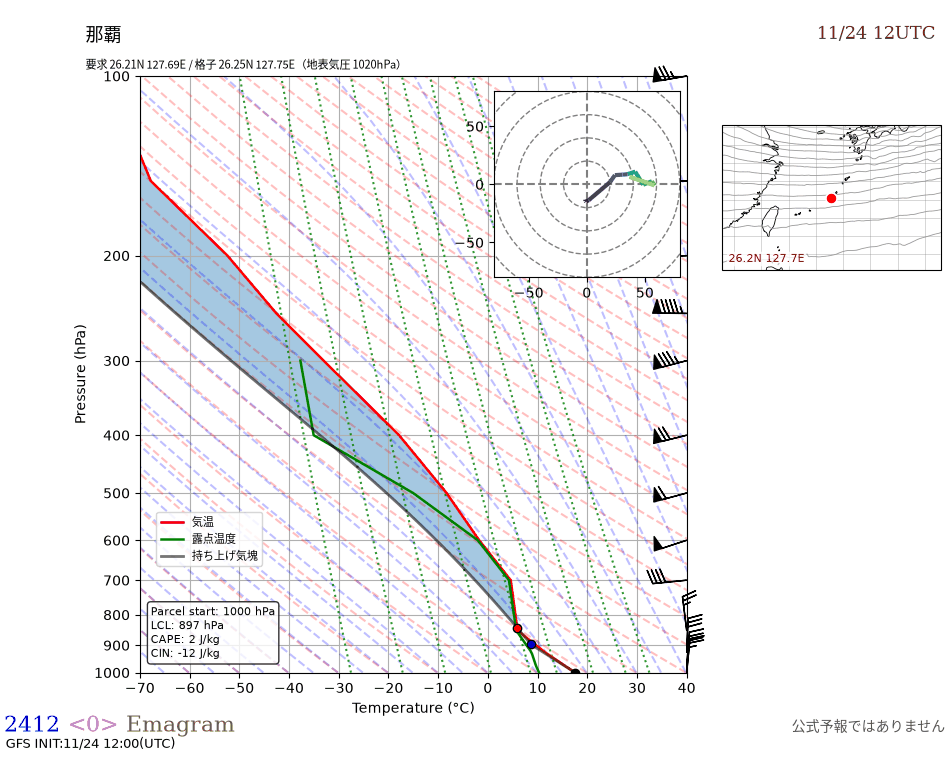 那覇
11/24 12UTC
要求 26.21N 127.69E / 格子 26.25N 127.75E（地表気圧 1020hPa）
100
200
300
400
500
600
700
800
900
1000
Pressure (hPa)
50
0
−50
−50 0 50
26.2N 127.7E
気温
露点温度
持ち上げ気塊
Parcel start: 1000 hPa
LCL: 897 hPa
CAPE: 2 J/kg
CIN: -12 J/kg
−70 −60 −50 −40 −30 −20 −10 0 10 20 30 40
Temperature (°C)
2412 <0> Emagram
公式予報ではありません
GFS INIT:11/24 12:00(UTC)